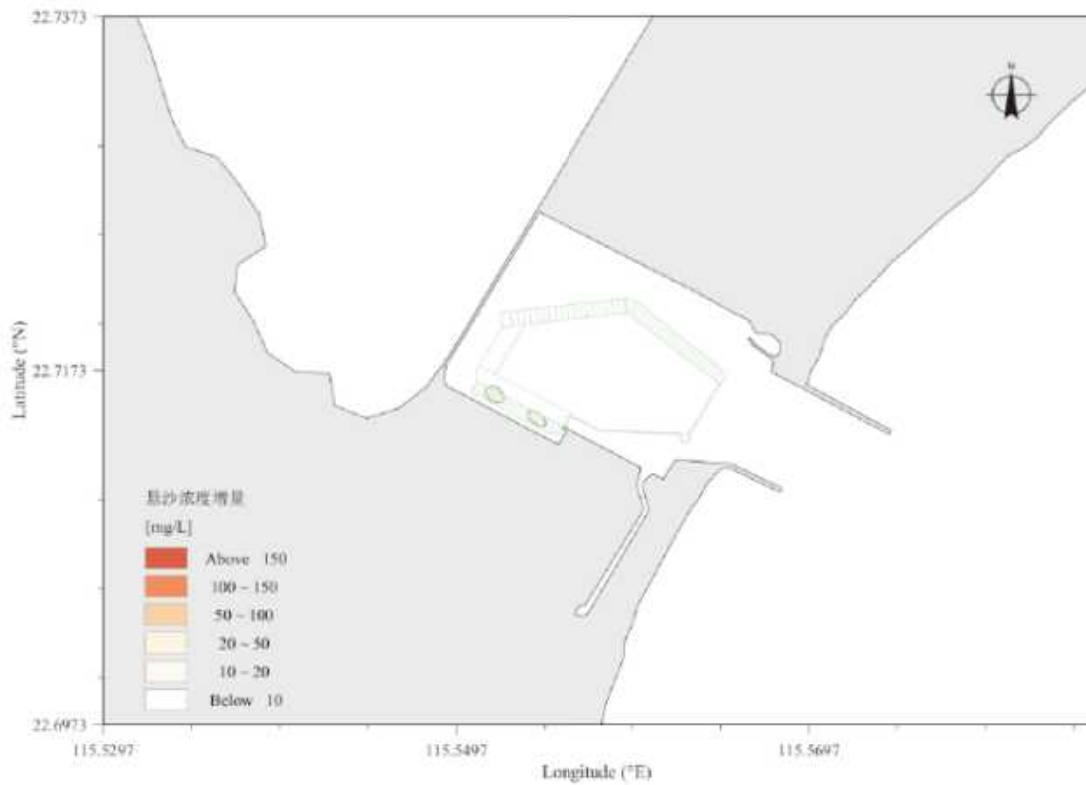 22.7373
N
22.7173
Latitude (°N)
悬沙浓度增量
[mg/L]
Above 150
100 ~ 150
50 ~ 100
20 ~ 50
10 ~ 20
Below 10
22.6973
115.5297
115.5497
115.5697
Longitude (°E)